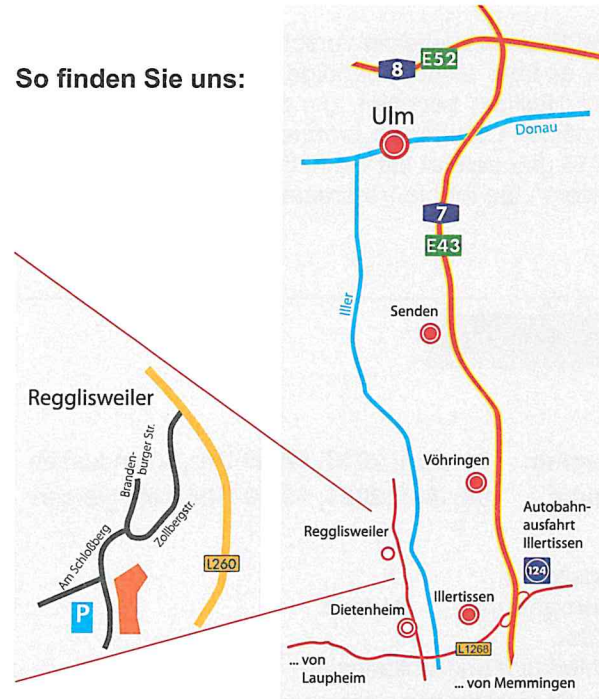 So finden Sie uns:
8
E52
Ulm
Donau
7
E43
Iller
Senden
Vöhringen
Autobahn-
ausfahrt
Illertissen
124
Regglisweiler
Dietenheim
Illertissen
L1268
... von
Laupheim
... von Memmingen
Regglisweiler
Branden-
burger Str.
Zollbergstr.
Am Schloßberg
L260
P